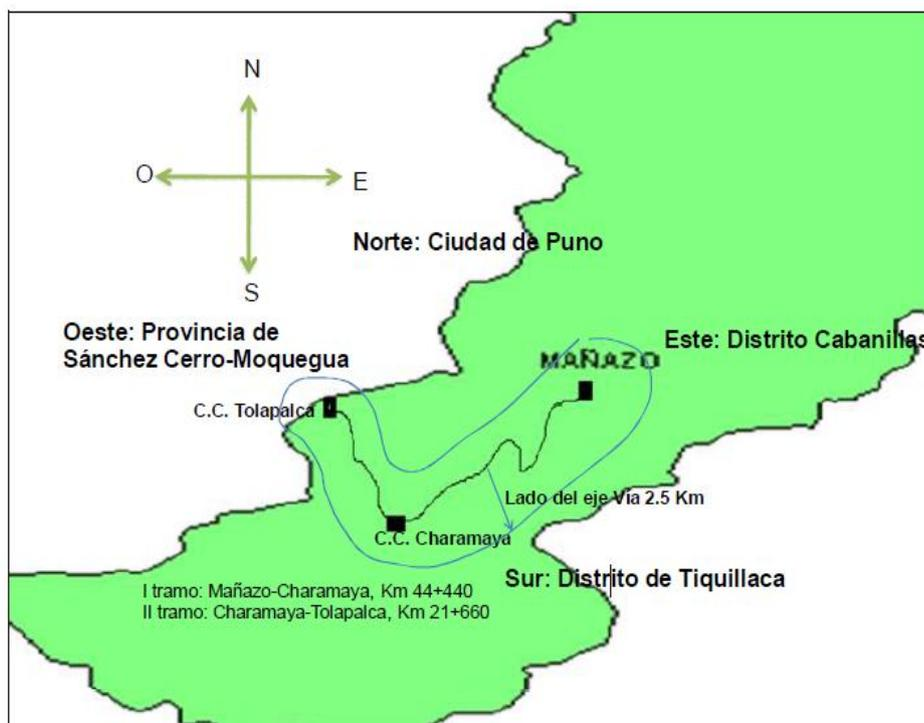 N
O
E
S
Norte: Ciudad de Puno
Oeste: Provincia de
Sánchez Cerro-Moquegua
Este: Distrito Cabanillas
MAÑAZO
C.C. Tolapalca
Lado del eje Vía 2.5 Km
C.C. Charamaya
Sur: Distrito de Tiquillaca
I tramo: Mañazo-Charamaya, Km 44+440
II tramo: Charamaya-Tolapalca, Km 21+660